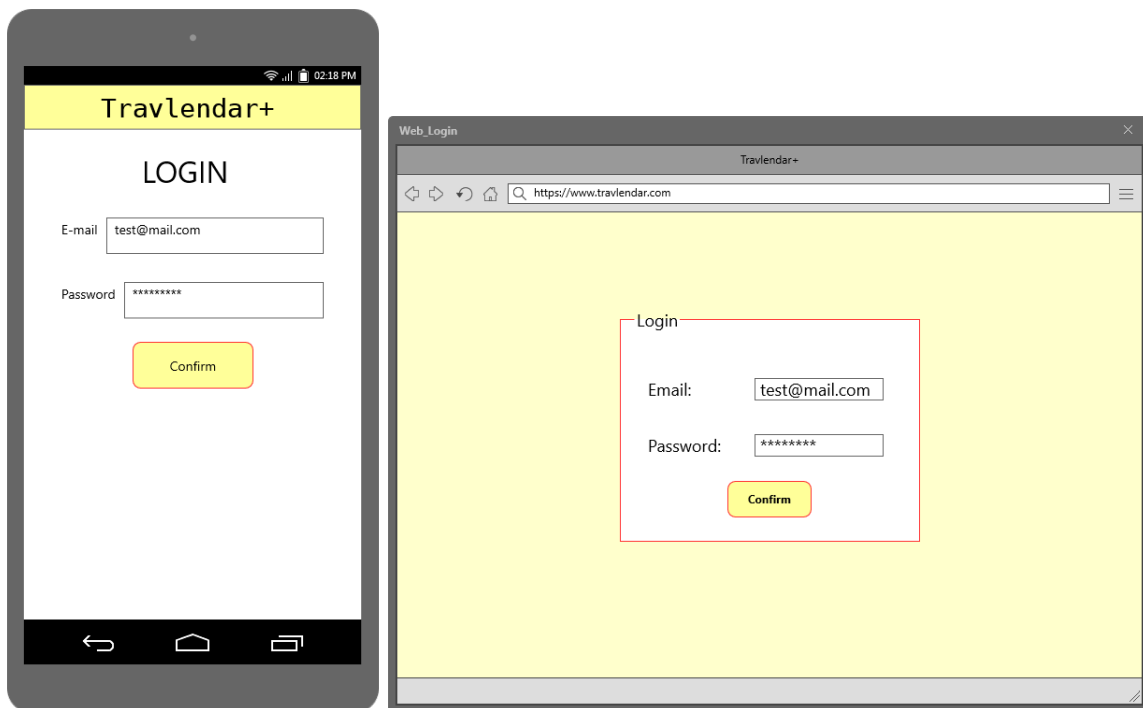 02:18 PM
Travlendar+
LOGIN
E-mail test@mail.com
Password *********
Confirm
Web_Login
Travlendar+
https://www.travlendar.com
Login
Email: test@mail.com
Password: ********
Confirm